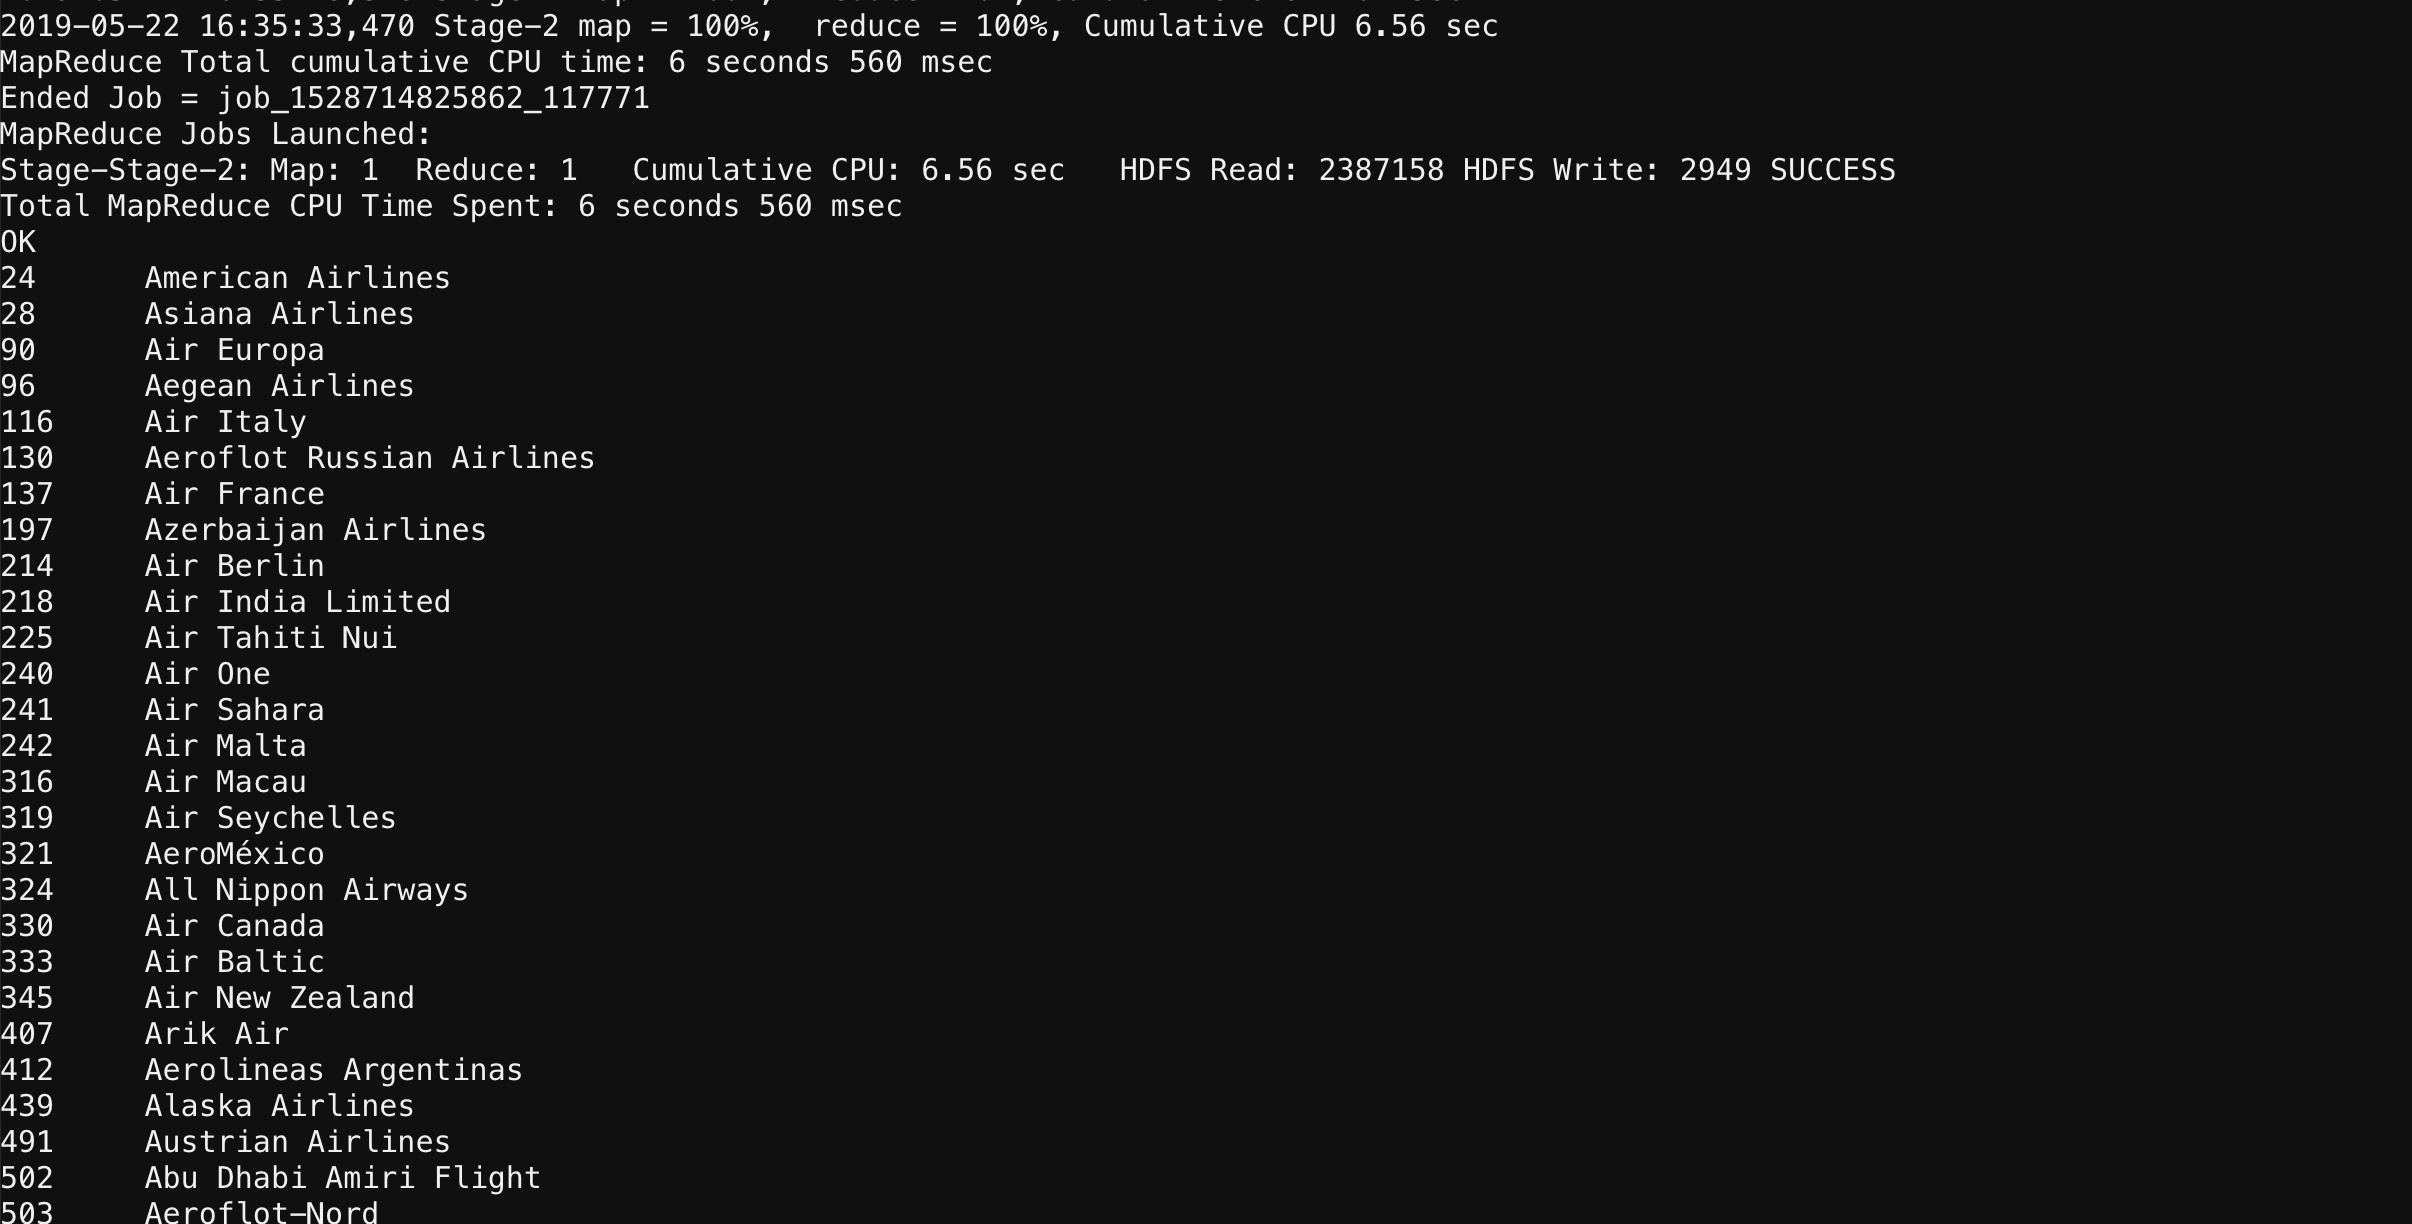 2019-05-22 16:35:33,470 Stage-2 map = 100%,  reduce = 100%, Cumulative CPU 6.56 sec
MapReduce Total cumulative CPU time: 6 seconds 560 msec
Ended Job = job_1528714825862_117771
MapReduce Jobs Launched:
Stage-Stage-2: Map: 1  Reduce: 1   Cumulative CPU: 6.56 sec   HDFS Read: 2387158 HDFS Write: 2949 SUCCESS
Total MapReduce CPU Time Spent: 6 seconds 560 msec
OK
24      American Airlines
28      Asiana Airlines
90      Air Europa
96      Aegean Airlines
116     Air Italy
130     Aeroflot Russian Airlines
137     Air France
197     Azerbaijan Airlines
214     Air Berlin
218     Air India Limited
225     Air Tahiti Nui
240     Air One
241     Air Sahara
242     Air Malta
316     Air Macau
319     Air Seychelles
321     AeroMéxico
324     All Nippon Airways
330     Air Canada
333     Air Baltic
345     Air New Zealand
407     Arik Air
412     Aerolineas Argentinas
439     Alaska Airlines
491     Austrian Airlines
502     Abu Dhabi Amiri Flight
503     Aeroflot-Nord